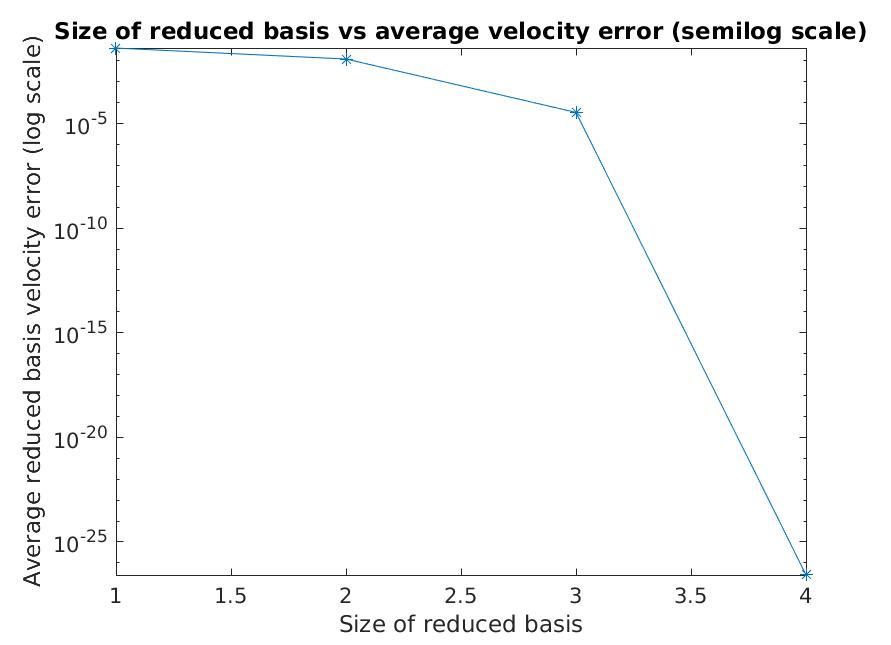 Size of reduced basis vs average velocity error (semilog scale)
Average reduced basis velocity error (log scale)
10^-5
10^-10
10^-15
10^-20
10^-25
1 1.5 2 2.5 3 3.5 4
Size of reduced basis